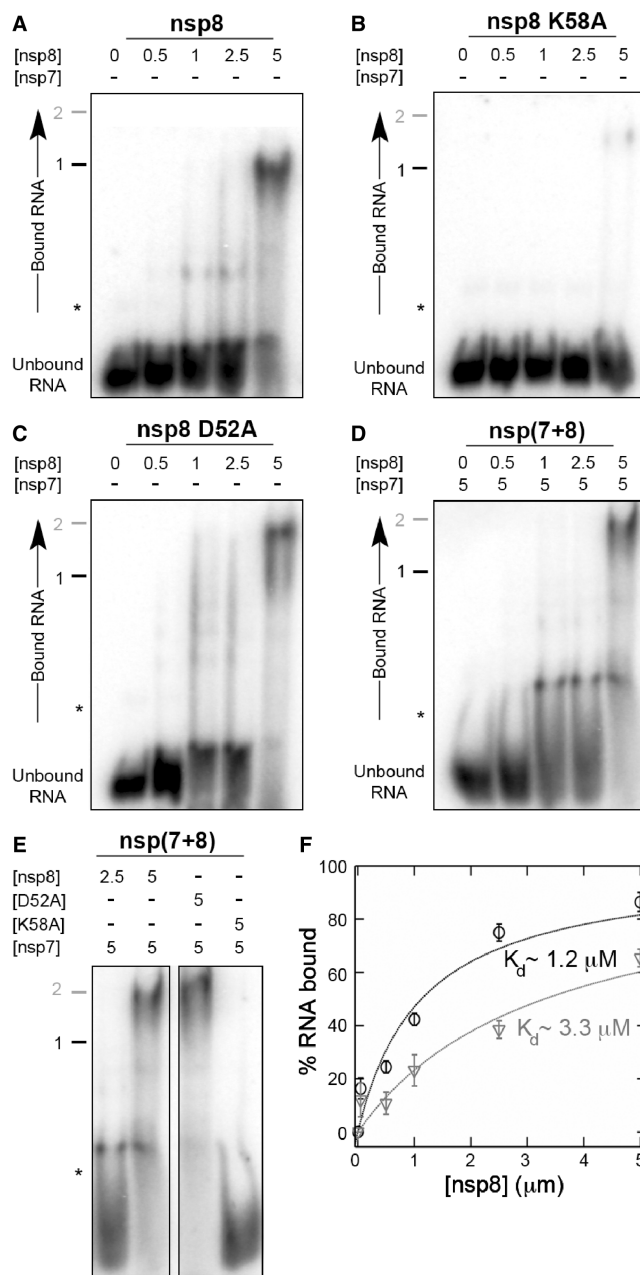 A
nsp8
[nsp8] 0 0.5 1 2.5 5
[nsp7] - - - - -
2
1
Bound RNA
*
Unbound
RNA
B
nsp8 K58A
[nsp8] 0 0.5 1 2.5 5
[nsp7] - - - - -
2
1
Bound RNA
*
Unbound
RNA
C
nsp8 D52A
[nsp8] 0 0.5 1 2.5 5
[nsp7] - - - - -
2
1
Bound RNA
*
Unbound
RNA
D
nsp(7+8)
[nsp8] 0 0.5 1 2.5 5
[nsp7] 5 5 5 5 5
2
1
Bound RNA
*
Unbound
RNA
E
nsp(7+8)
[nsp8] 2.5 5 - -
[D52A] - - 5 -
[K58A] - - - 5
[nsp7] 5 5 5 5
2
1
*
F
% RNA bound
100
80
60
40
20
0
Kd~ 1.2 μM
Kd~ 3.3 μM
0 1 2 3 4 5
[nsp8] (μm)